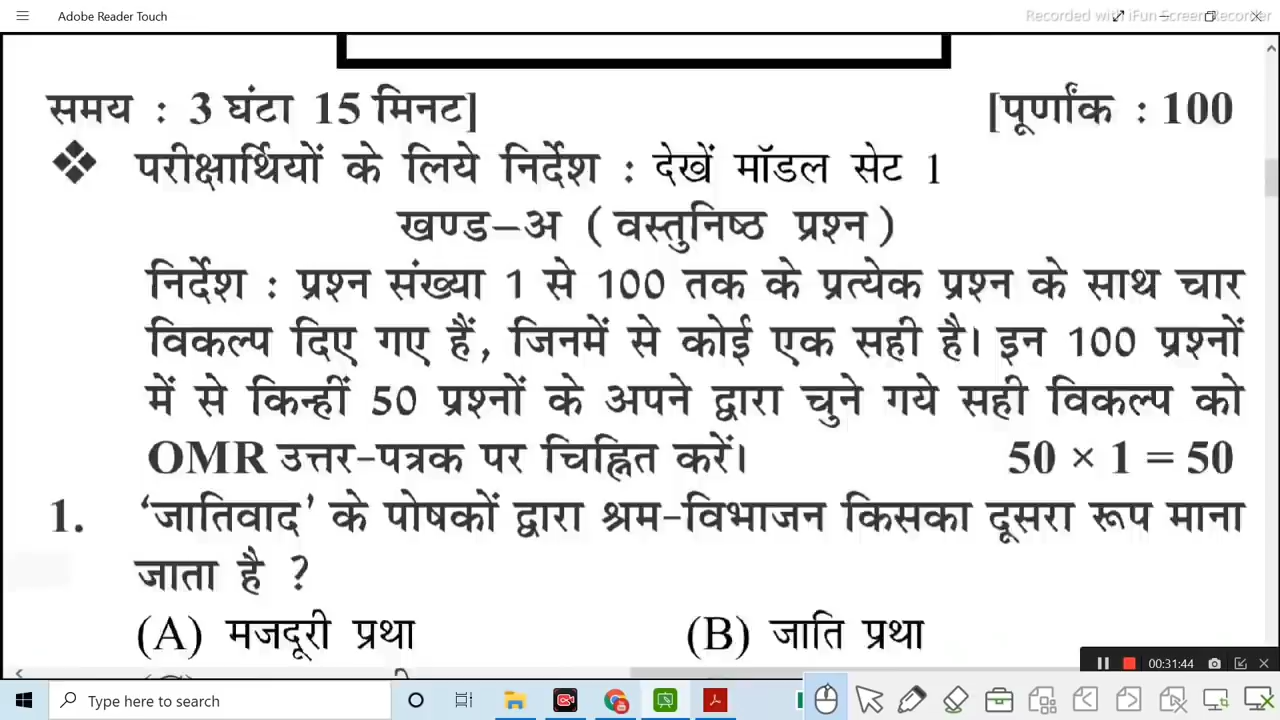 Adobe Reader Touch
Recorded with iFun Screen Recorder
समय : 3 घंटा 15 मिनट]
[पूर्णांक : 100
❖ परीक्षार्थियों के लिये निर्देश : देखें मॉडल सेट 1
खण्ड–अ ( वस्तुनिष्ठ प्रश्न )
निर्देश : प्रश्न संख्या 1 से 100 तक के प्रत्येक प्रश्न के साथ चार
विकल्प दिए गए हैं, जिनमें से कोई एक सही है। इन 100 प्रश्नों
में से किन्हीं 50 प्रश्नों के अपने द्वारा चुने गये सही विकल्प को
OMR उत्तर-पत्रक पर चिह्नित करें।
50 × 1 = 50
1. ‘जातिवाद’ के पोषकों द्वारा श्रम-विभाजन किसका दूसरा रूप माना
जाता है ?
(A) मजदूरी प्रथा
(B) जाति प्रथा
00:31:44
Type here to search